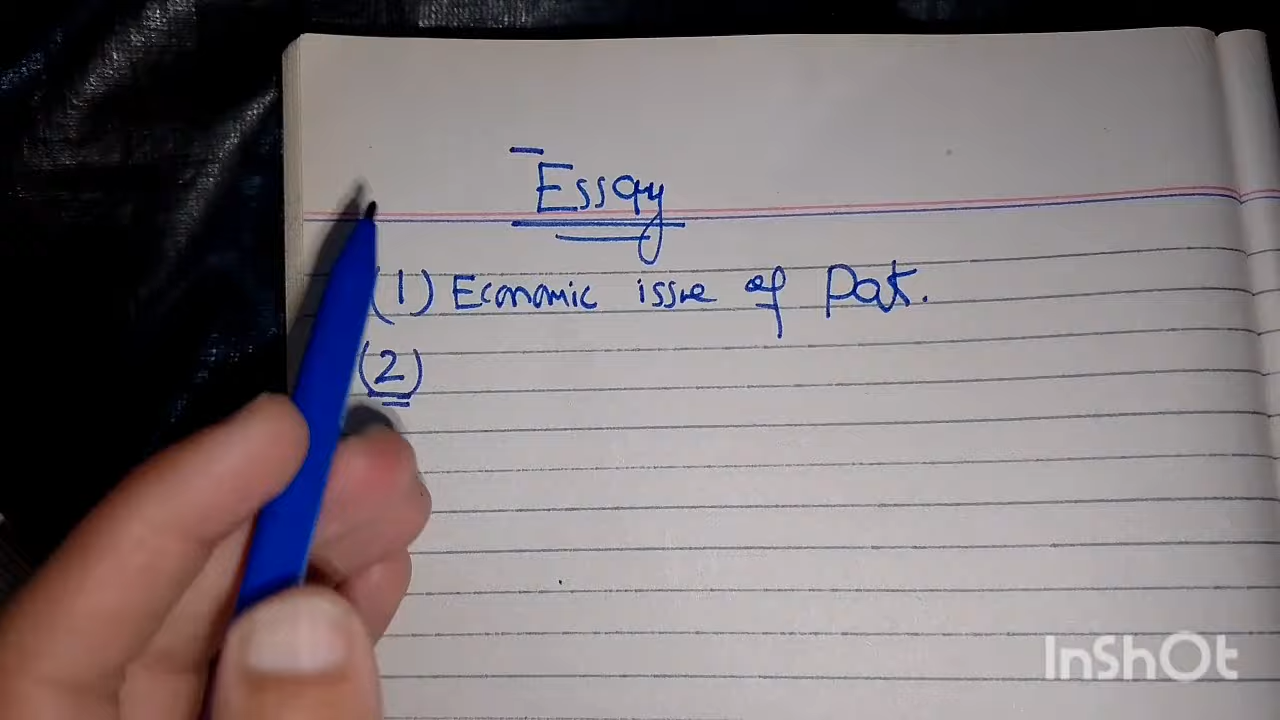 Essay
(1) Economic issue of Pak.
(2)
InShOt